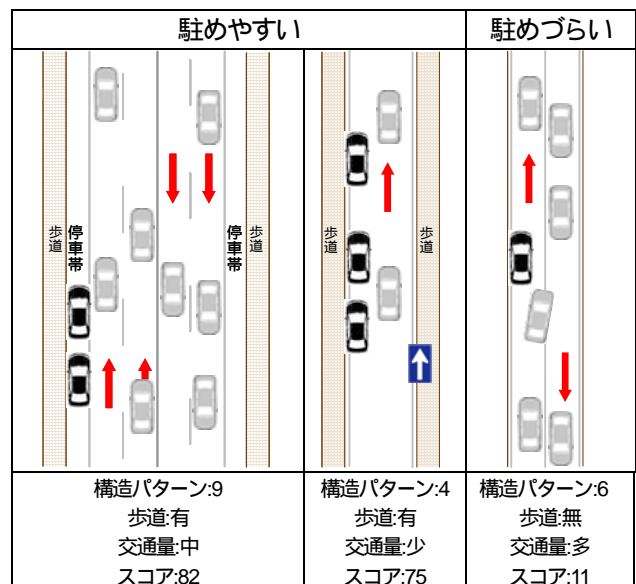 駐めやすい
駐めづらい
歩道
停車帯
停車帯
歩道
歩道
歩道
構造パターン:9
歩道:有
交通量:中
スコア:82
構造パターン:4
歩道:有
交通量:少
スコア:75
構造パターン:6
歩道:無
交通量:多
スコア:11